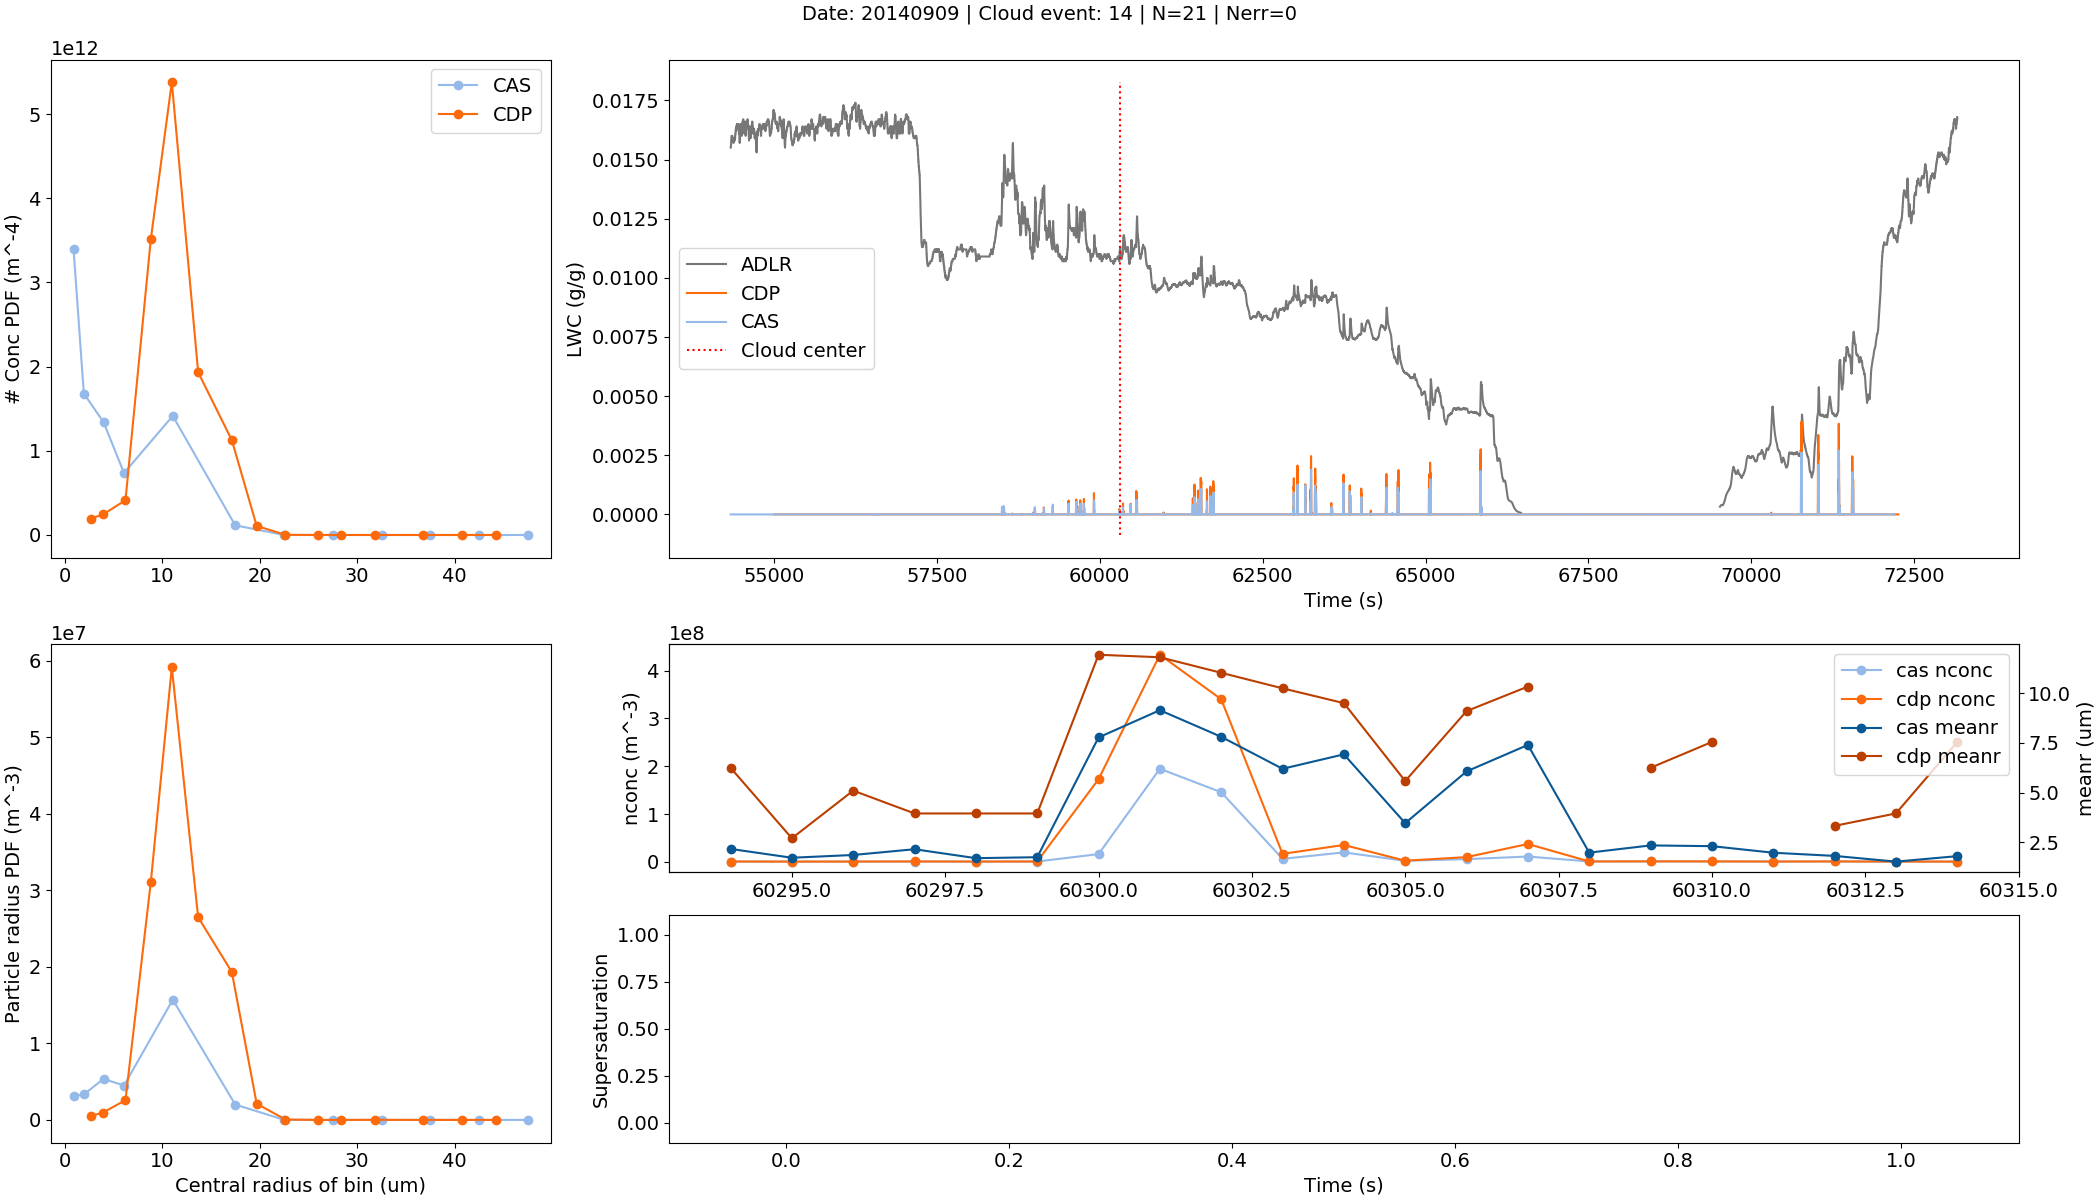 Date: 20140909 | Cloud event: 14 | N=21 | Nerr=0
1e12
# Conc PDF (m^-4)
5
4
3
2
1
0
0 10 20 30 40
CAS
CDP
LWC (g/g)
0.0175
0.0150
0.0125
0.0100
0.0075
0.0050
0.0025
0.0000
ADLR
CDP
CAS
Cloud center
55000 57500 60000 62500 65000 67500 70000 72500
Time (s)
1e7
Particle radius PDF (m^-3)
6
5
4
3
2
1
0
0 10 20 30 40
Central radius of bin (um)
1e8
nconc (m^-3)
4
3
2
1
0
cas nconc
cdp nconc
cas meanr
cdp meanr
10.0
7.5
5.0
2.5
meanr (um)
60295.0 60297.5 60300.0 60302.5 60305.0 60307.5 60310.0 60312.5 60315.0
Supersaturation
1.00
0.75
0.50
0.25
0.00
0.0 0.2 0.4 0.6 0.8 1.0
Time (s)